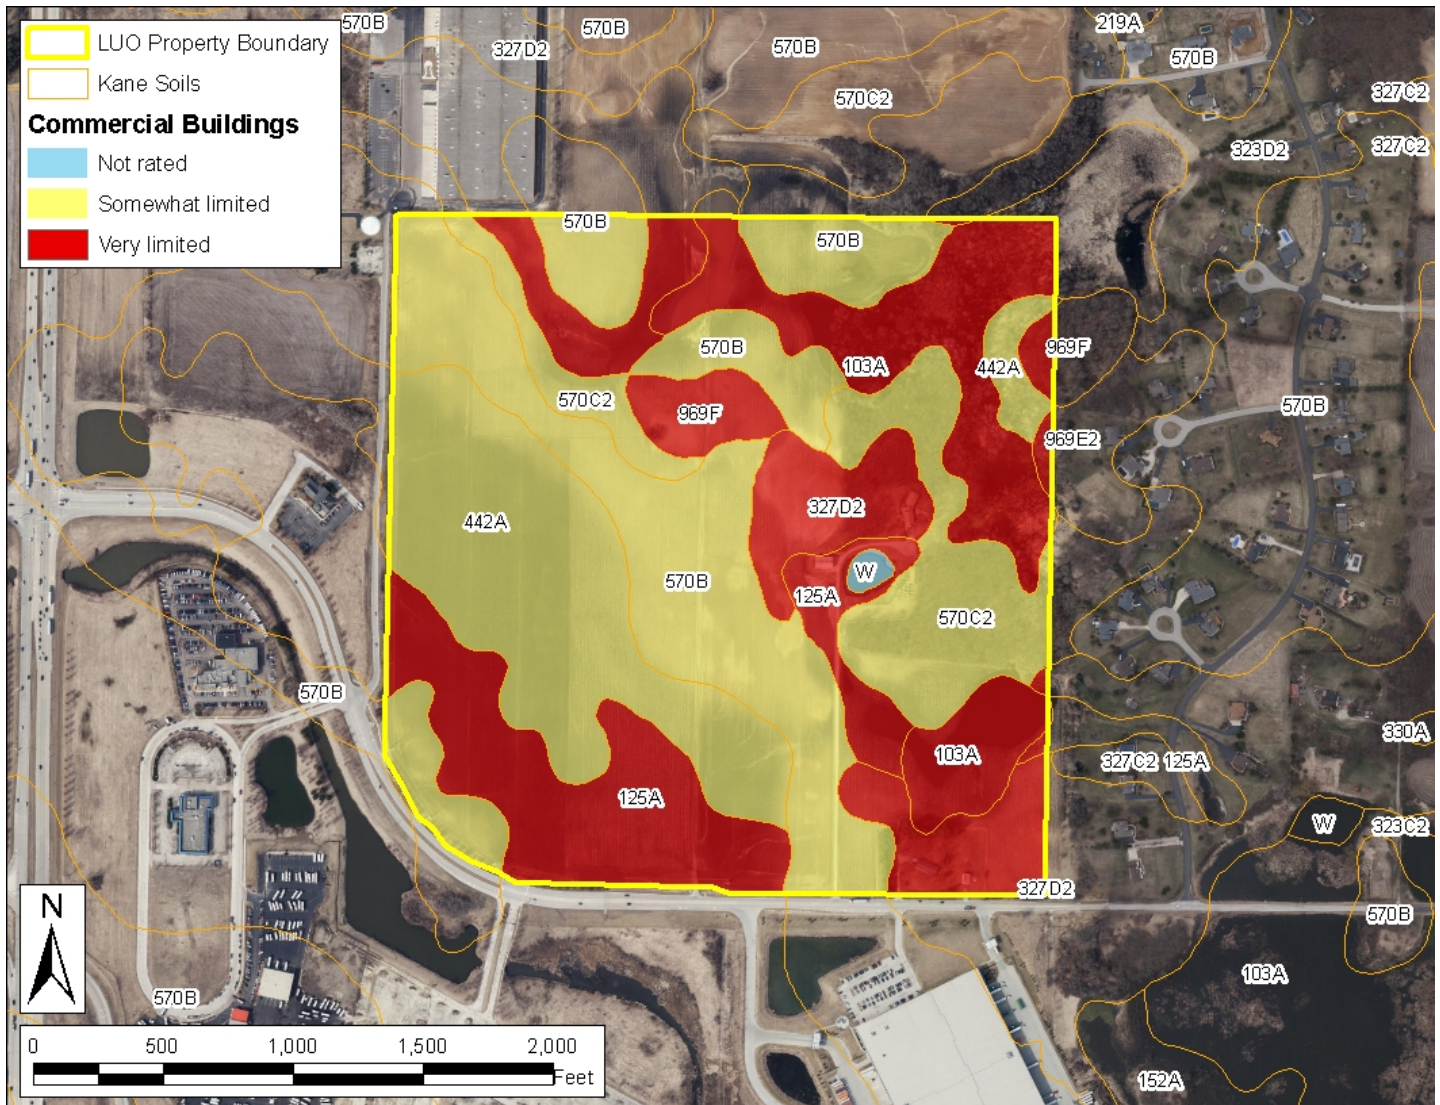 LUO Property Boundary
Kane Soils
Commercial Buildings
Not rated
Somewhat limited
Very limited
570B
327D2
570B
570B
219A
570B
570C2
327C2
323D2
327C2
570B
570B
570B
103A
442A
969F
570C2
969F
570B
969E2
442A
327D2
570B
W
125A
570C2
570B
103A
327C2
125A
330A
125A
W
323C2
327D2
570B
103A
570B
152A
N
0 500 1,000 1,500 2,000
Feet